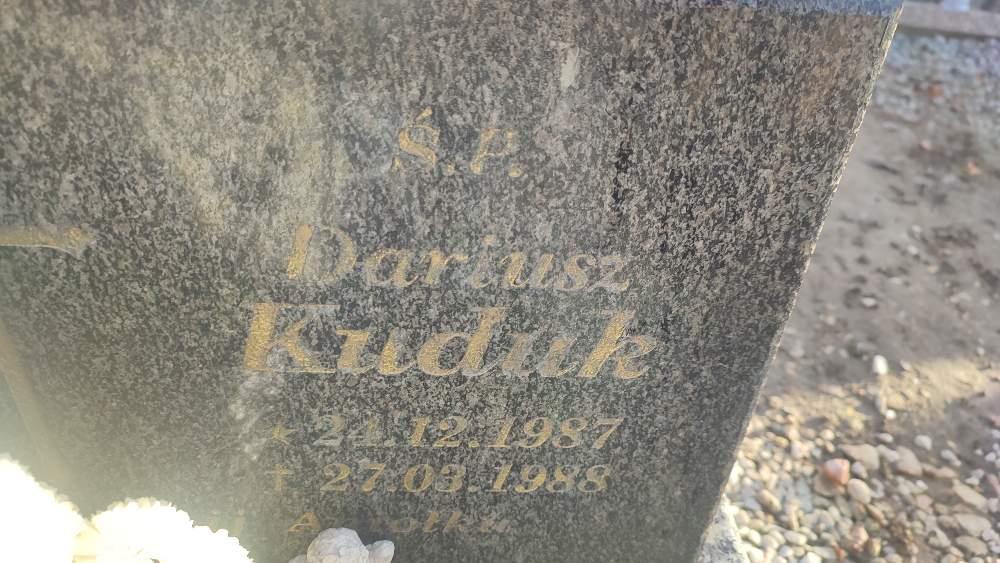 Ś.P.
Dariusz
Kuduk
* 24.12.1987
† 27.03.1988